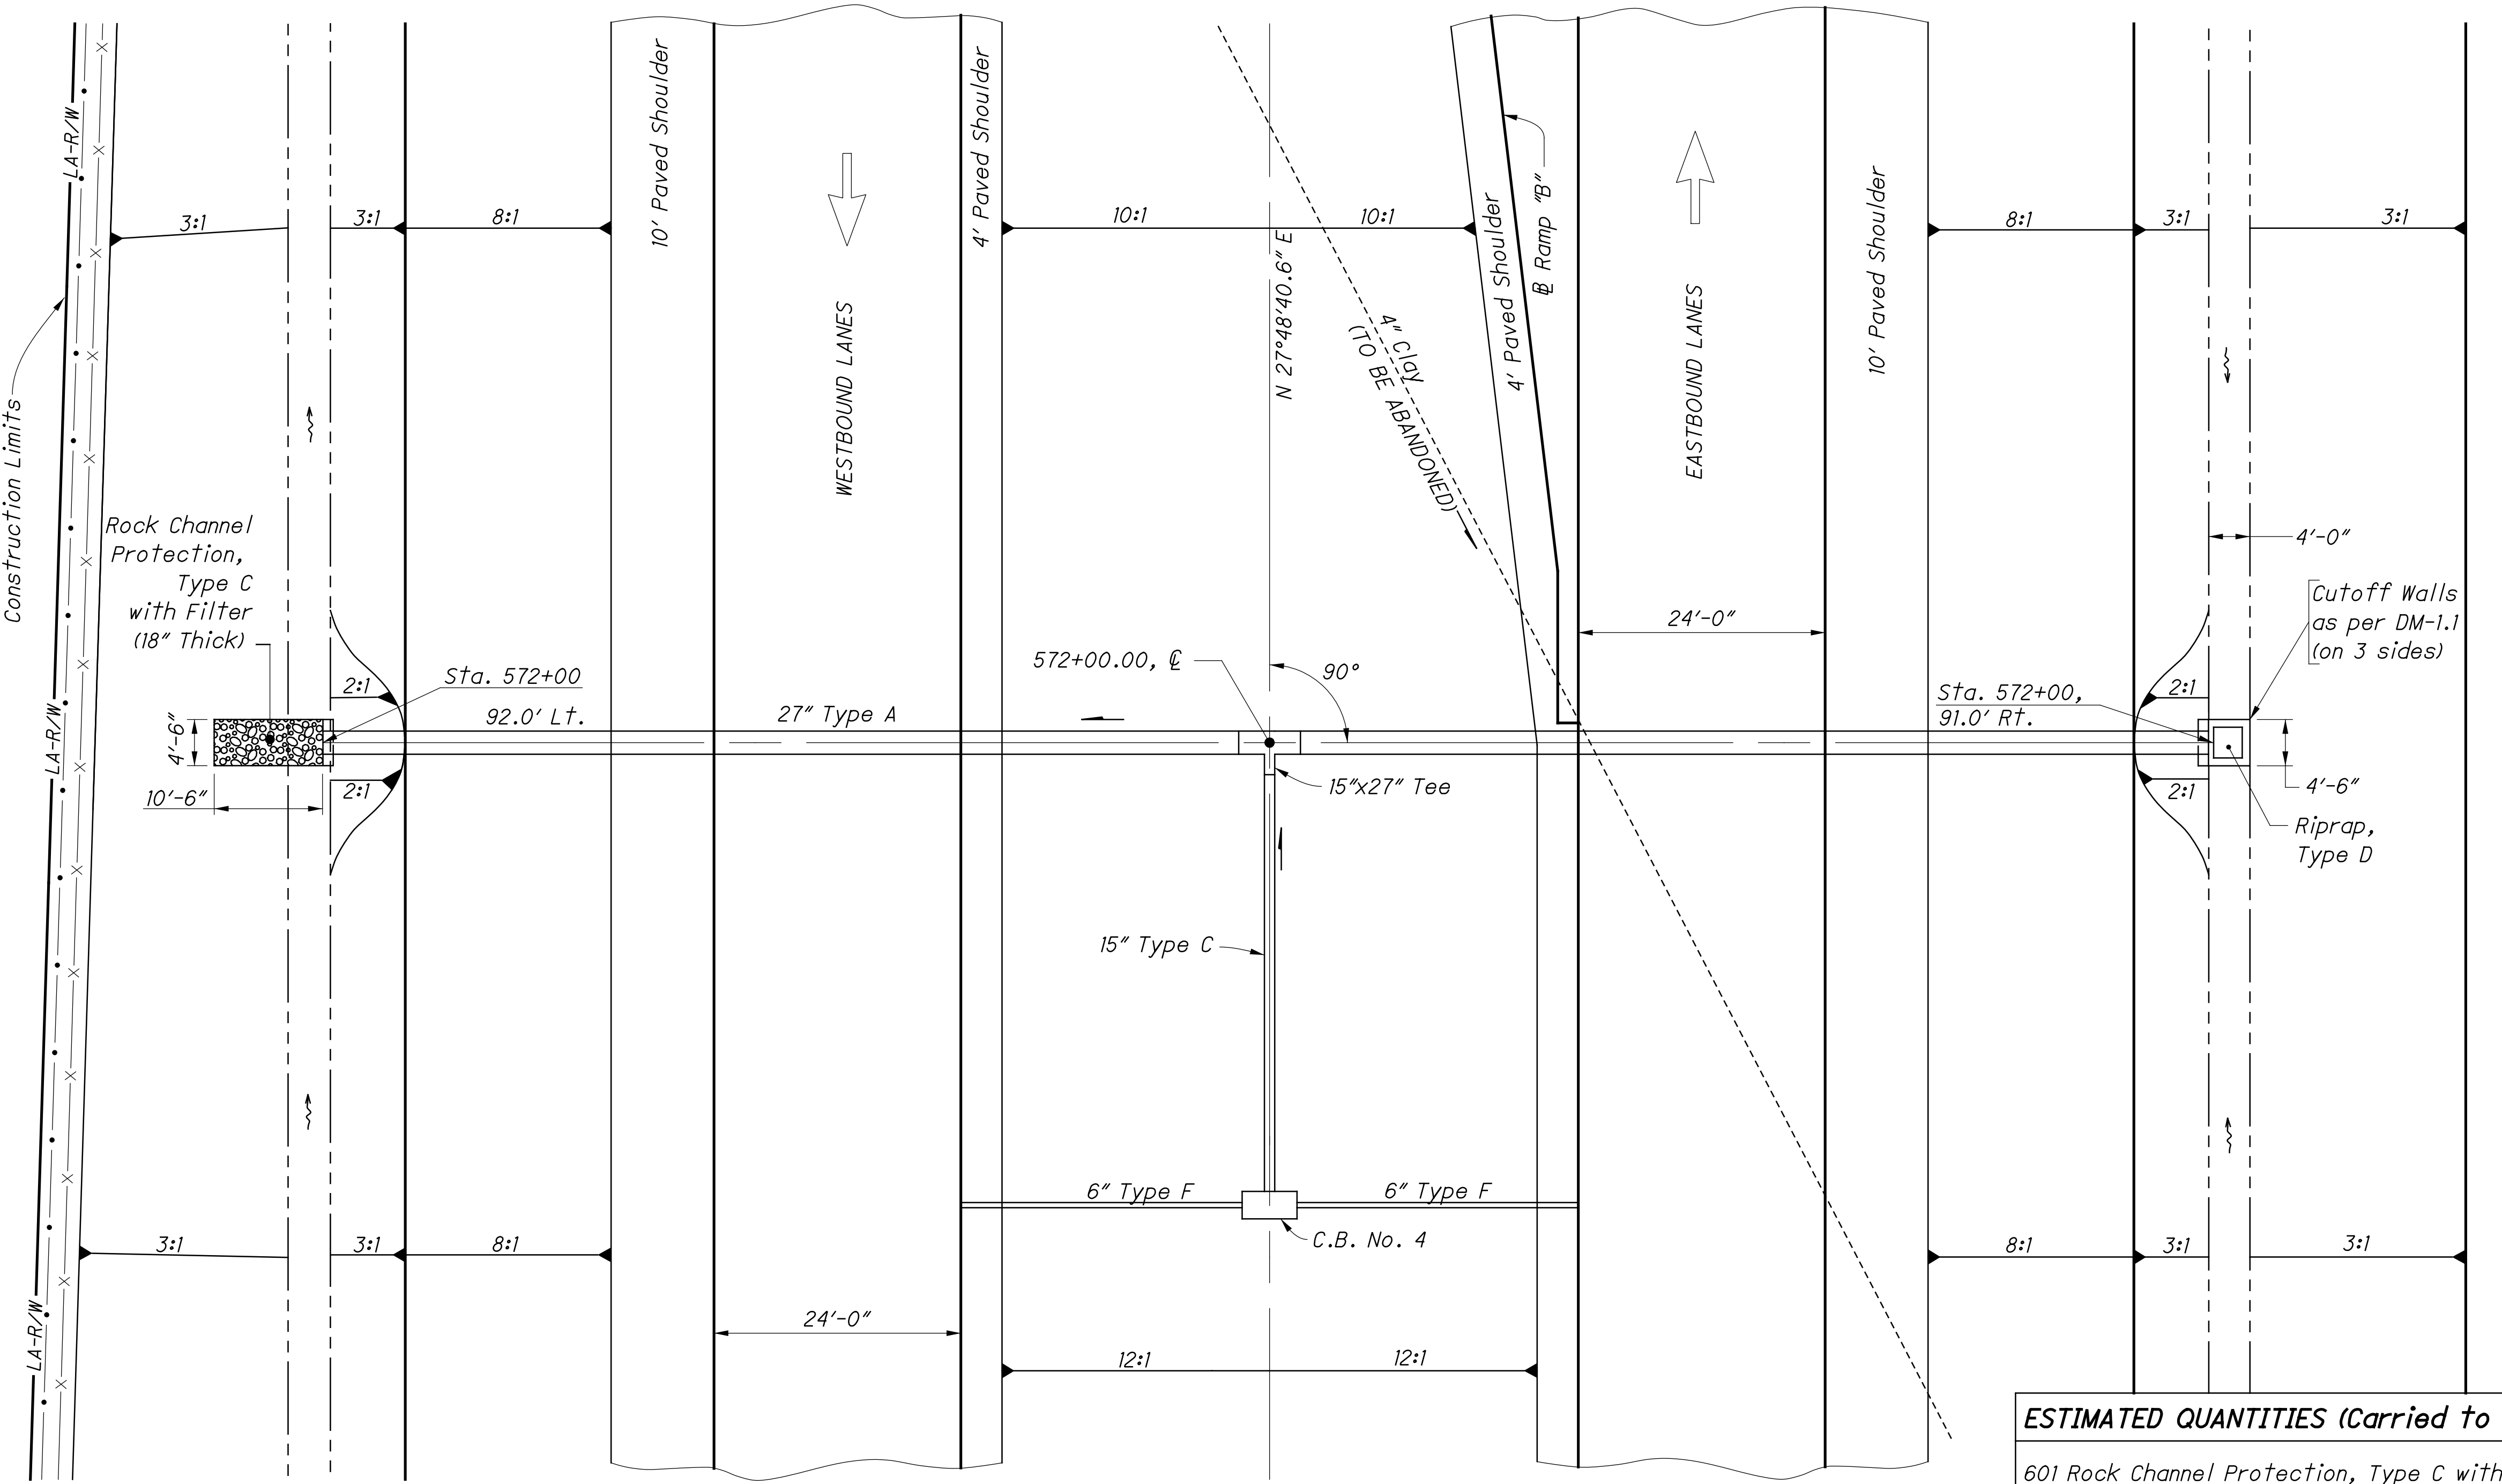 10' Paved Shoulder
4' Paved Shoulder
LA-R/W
3:1
3:1
8:1
10:1
10:1
N 27°48'40.6" E
4' Paved Shoulder
℄ Ramp "B"
10' Paved Shoulder
8:1
3:1
3:1
WESTBOUND LANES
EASTBOUND LANES
4" Clay
(TO BE ABANDONED)
Construction Limits
Rock Channel
Protection,
Type C
with Filter
(18" Thick)
4'-0"
Cutoff Walls
as per DM-1.1
(on 3 sides)
24'-0"
572+00.00, ℄
90°
Sta. 572+00
92.0' Lt.
2:1
27" Type A
Sta. 572+00,
91.0' Rt.
2:1
LA-R/W
4'-6"
10'-6"
2:1
15"x27" Tee
2:1
4'-6"
Riprap,
Type D
15" Type C
6" Type F
6" Type F
C.B. No. 4
3:1
3:1
8:1
8:1
3:1
3:1
LA-R/W
24'-0"
12:1
12:1
ESTIMATED QUANTITIES (Carried to
601 Rock Channel Protection, Type C with